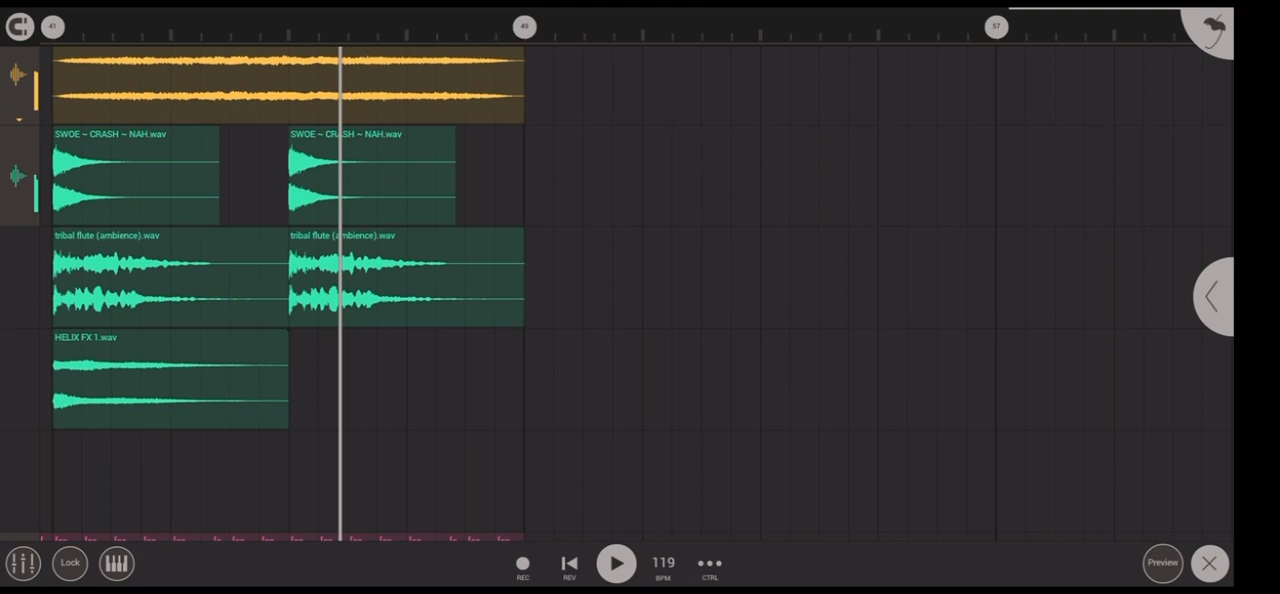 41
49
57
SWOE ~ CRASH ~ NAH.wav
SWOE ~ CRASH ~ NAH.wav
tribal flute (ambience).wav
tribal flute (ambience).wav
HELIX FX 1.wav
Lock
REC
REV
119
BPM
CTRL
Preview